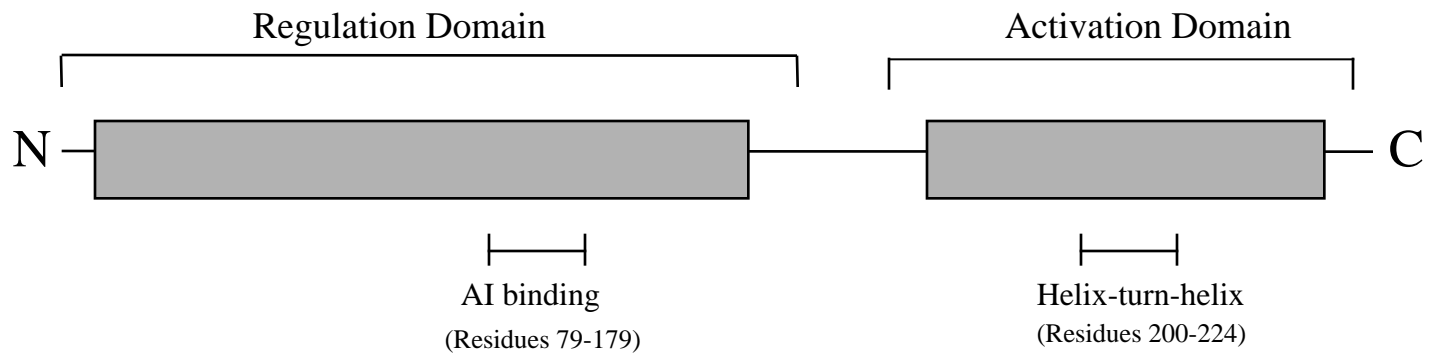 Regulation Domain
Activation Domain
N
C
AI binding
(Residues 79-179)
Helix-turn-helix
(Residues 200-224)